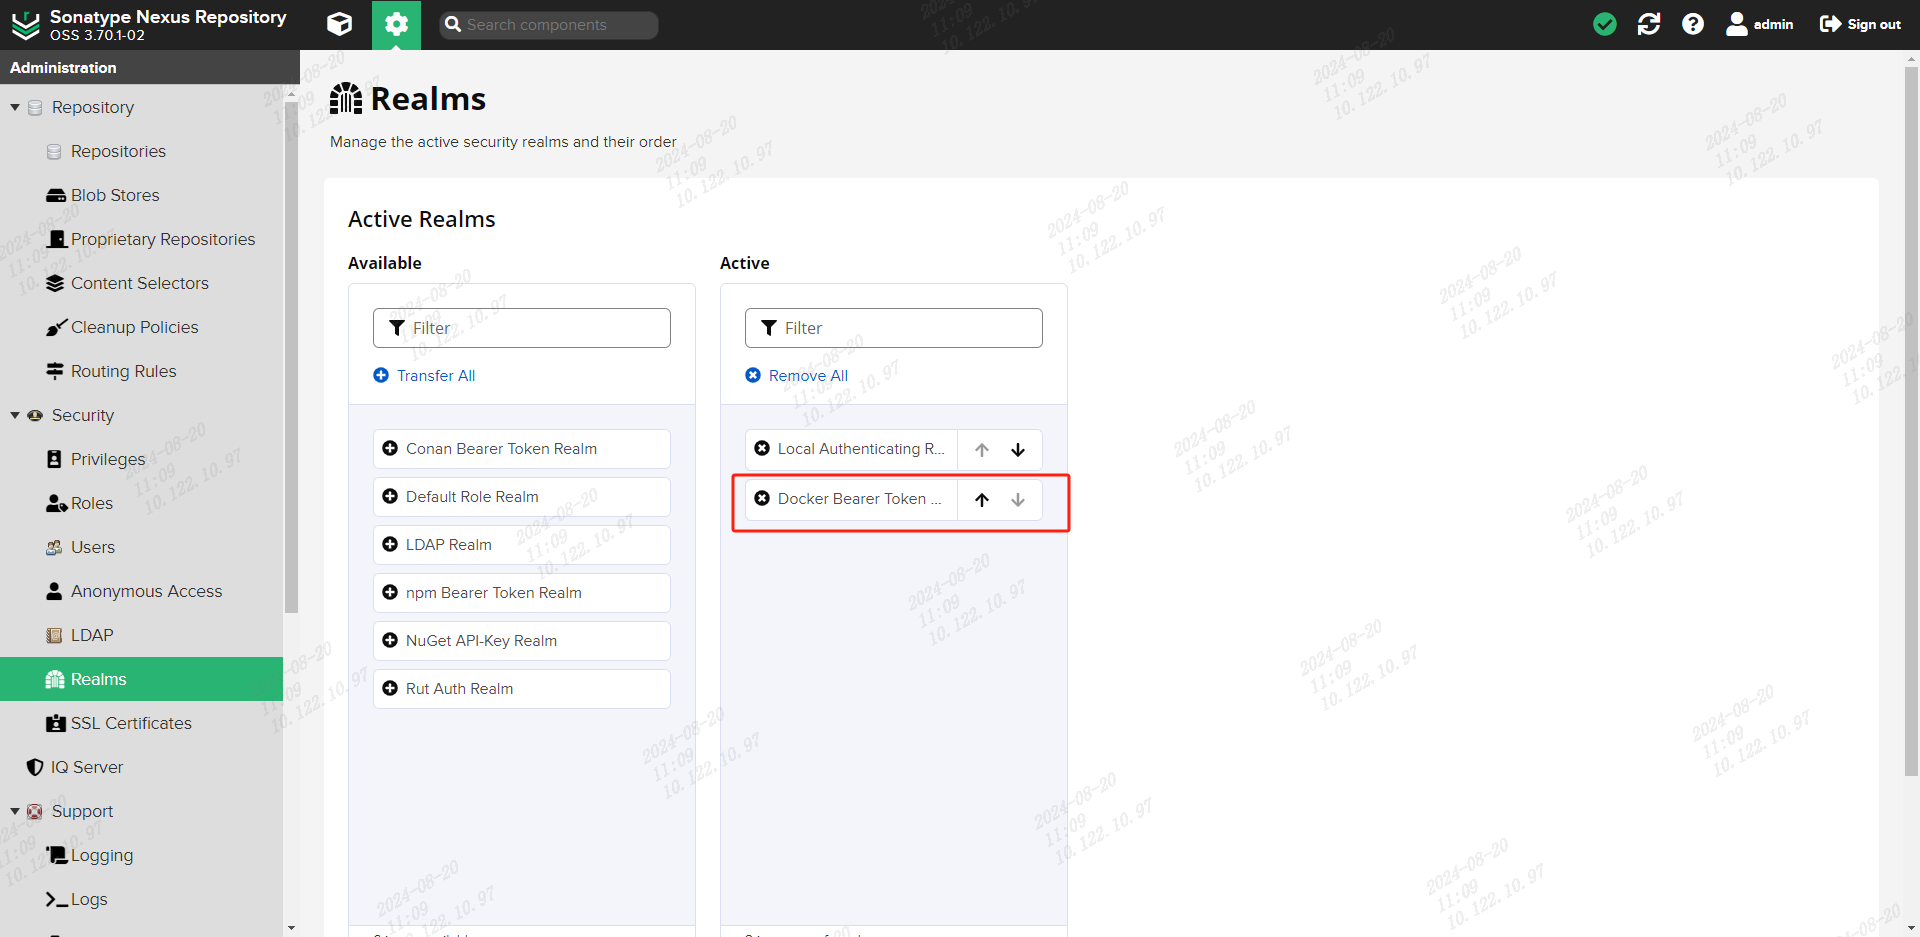 Sonatype Nexus Repository
OSS 3.70.1-02
Search components
admin
Sign out
Administration
Repository
Repositories
Blob Stores
Proprietary Repositories
Content Selectors
Cleanup Policies
Routing Rules
Security
Privileges
Roles
Users
Anonymous Access
LDAP
Realms
SSL Certificates
IQ Server
Support
Logging
Logs
Realms
Manage the active security realms and their order
Active Realms
Available
Filter
Transfer All
Conan Bearer Token Realm
Default Role Realm
LDAP Realm
npm Bearer Token Realm
NuGet API-Key Realm
Rut Auth Realm
Active
Filter
Remove All
Local Authenticating R...
Docker Bearer Token ...
2024-08-20
11:09
10.122.10.97